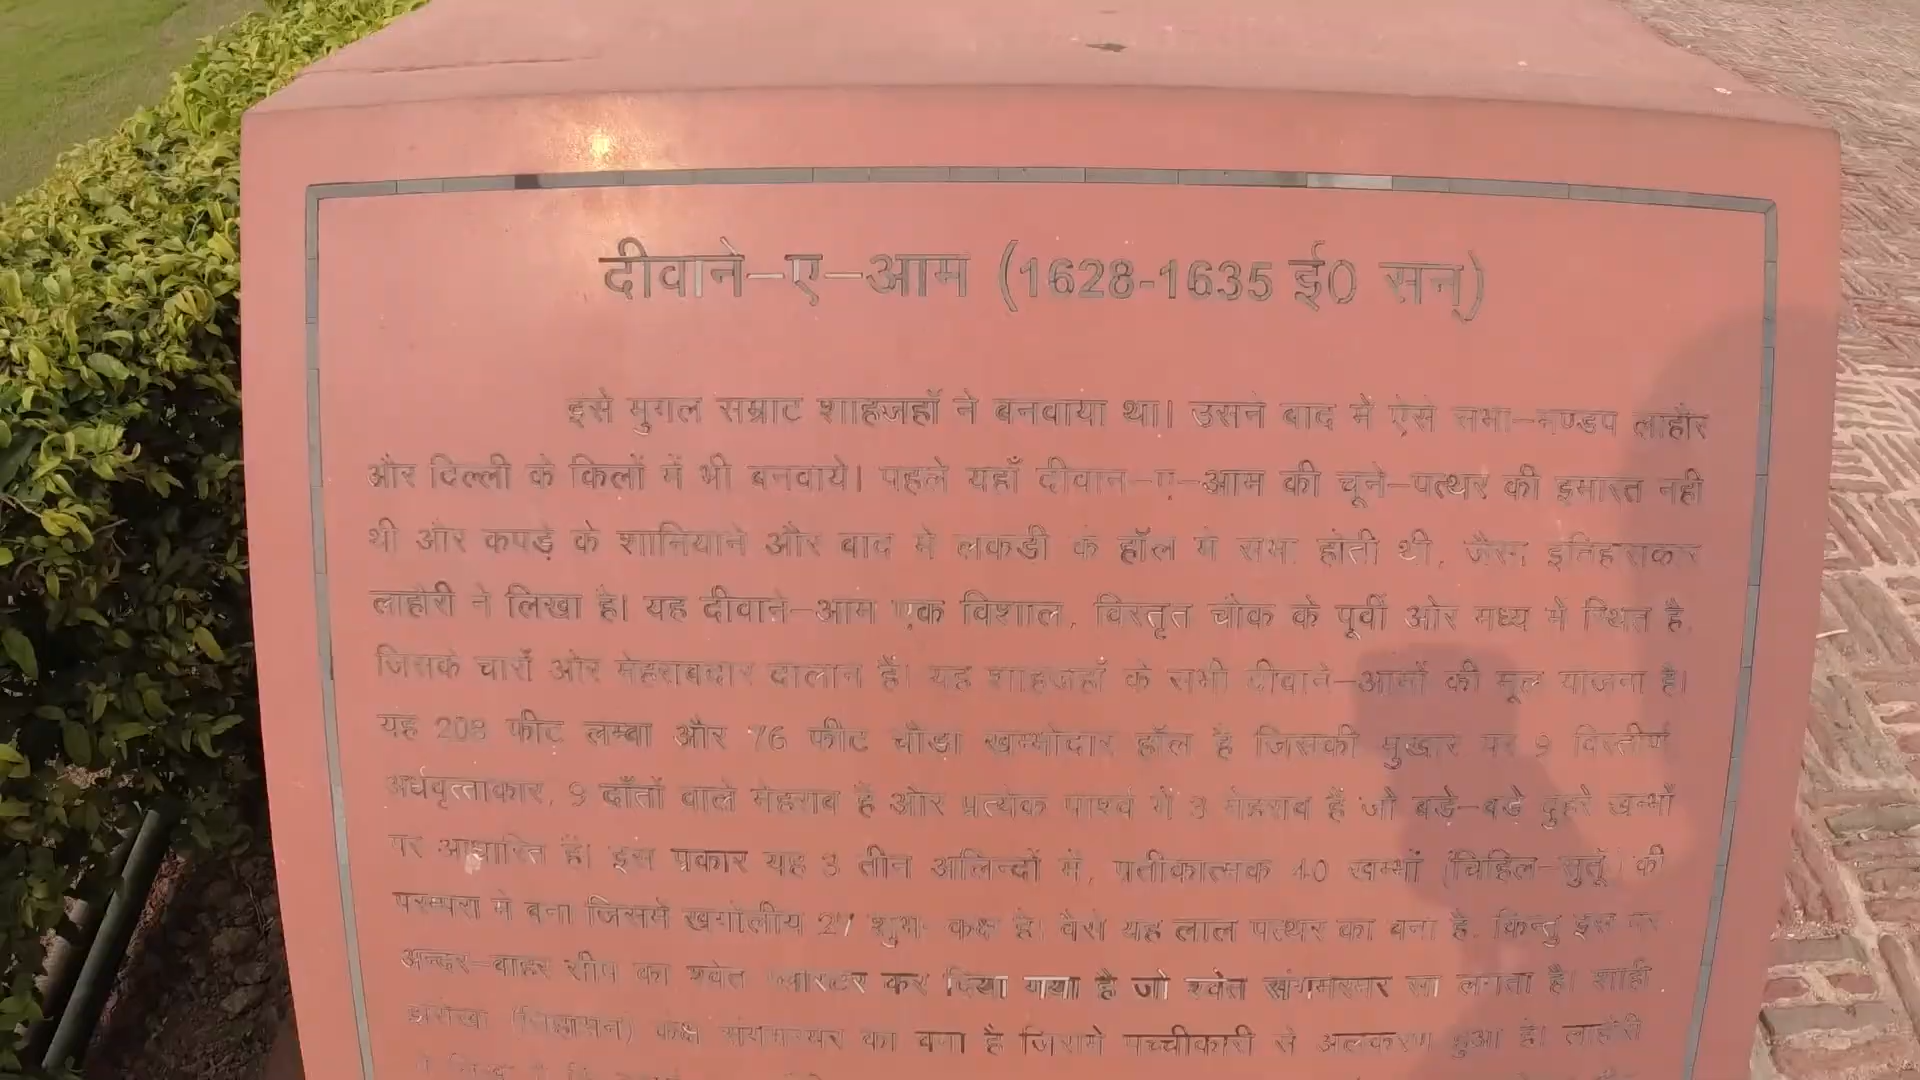 दीवाने–ए–आम (1628-1635 ई0 सन्)
इसे मुगल सम्राट शाहजहाँ ने बनवाया था। उसने बाद में ऐसे सभा–मण्डप लाहौर
और दिल्ली के किलों में भी बनवाये। पहले यहाँ दीवान–ए–आम की चूने–पत्थर की इमारत नहीं
थी और कपड़े के शामियाने और बाद में लकडी के हॉल में सभा होती थी, जैसा इतिहासकार
लाहौरी ने लिखा है। यह दीवाने–आम एक विशाल, विस्तृत चौक के पूर्वी ओर मध्य में स्थित है,
जिसके चारों ओर मेहराबदार दालान हैं। यह शाहजहाँ के सभी दीवाने–आमों की मूल योजना है।
यह 208 फीट लम्बा और 76 फीट चौडा खम्भोदार हॉल है जिसकी मुखार पर 9 विस्तीर्ण
अर्धवृत्ताकार, 9 दाँतों वाले मेहराब हैं और प्रत्येक पार्श्व में 3 मेहराब हैं जो बडे–बडे दुहरे खम्भों
पर आधारित हैं। इस प्रकार यह 3 तीन आलिन्दों में, प्रतीकात्मक 40 खम्भों (चिहिल–सुतूं) की
परम्परा में बना जिसमें खगोलीय 27 शुभ कक्ष है। वैसे यह लाल पत्थर का बना है, किन्तु इस पर
अन्दर–बाहर सीप का श्वेत प्लास्टर कर दिया गया है जो श्वेत संगमरमर सा लगता है। शाही
झरोखा (सिंहासन) कक्ष संगमरमर का बना है जिसमें पच्चीकारी से अलंकरण हुआ है। लाहौरी